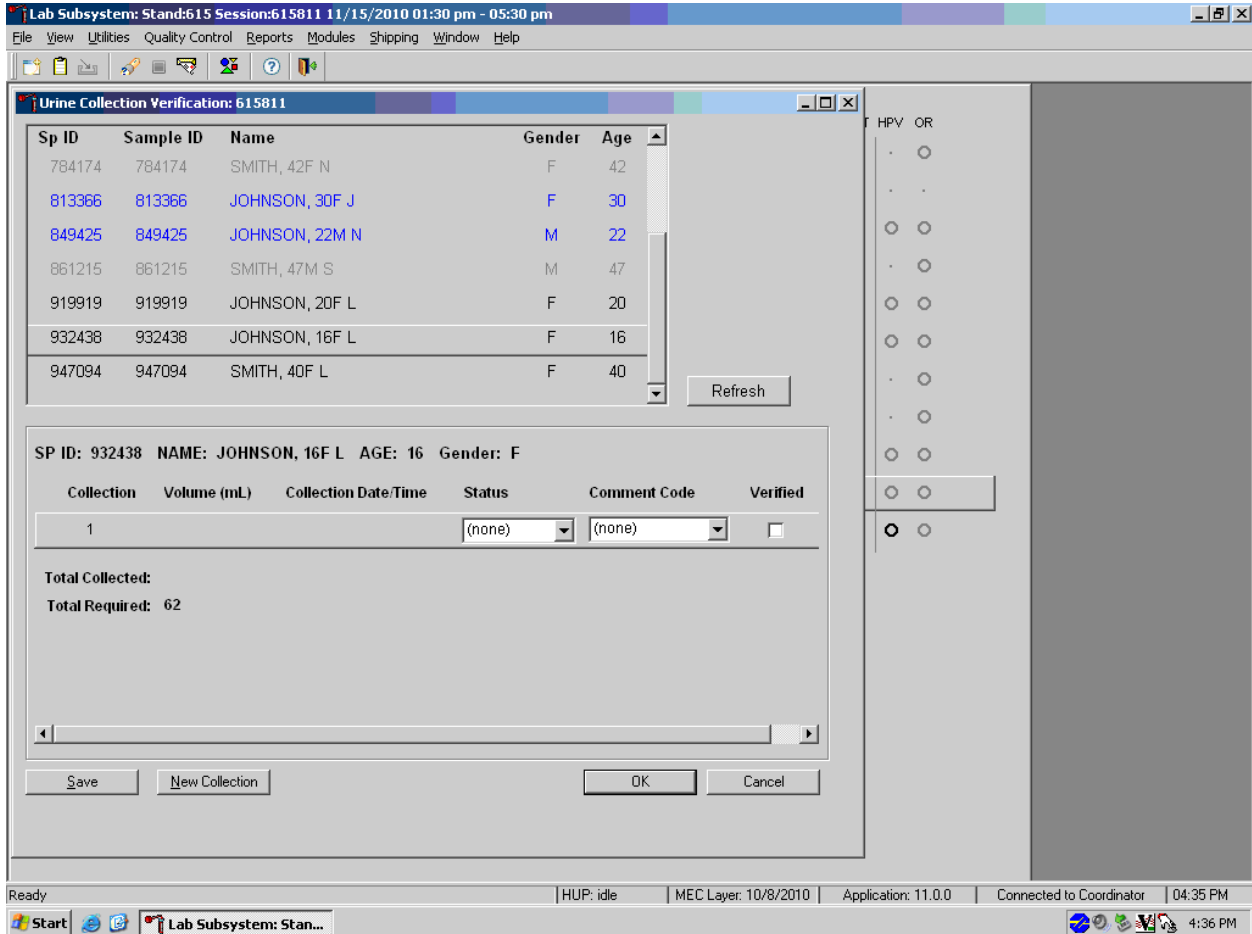 Lab Subsystem: Stand:615 Session:615811 11/15/2010 01:30 pm - 05:30 pm
File View Utilities Quality Control Reports Modules Shipping Window Help
Urine Collection Verification: 615811
HPV OR
Sp ID Sample ID Name Gender Age
784174 784174 SMITH, 42F N F 42
813366 813366 JOHNSON, 30F J F 30
849425 849425 JOHNSON, 22M N M 22
861215 861215 SMITH, 47M S M 47
919919 919919 JOHNSON, 20F L F 20
932438 932438 JOHNSON, 16F L F 16
947094 947094 SMITH, 40F L F 40
Refresh
SP ID: 932438 NAME: JOHNSON, 16F L AGE: 16 Gender: F
Collection Volume (mL) Collection Date/Time Status Comment Code Verified
1 (none) (none)
Total Collected:
Total Required: 62
Save New Collection OK Cancel
Ready HUP: idle MEC Layer: 10/8/2010 Application: 11.0.0 Connected to Coordinator 04:35 PM
Start Lab Subsystem: Stan... 4:36 PM